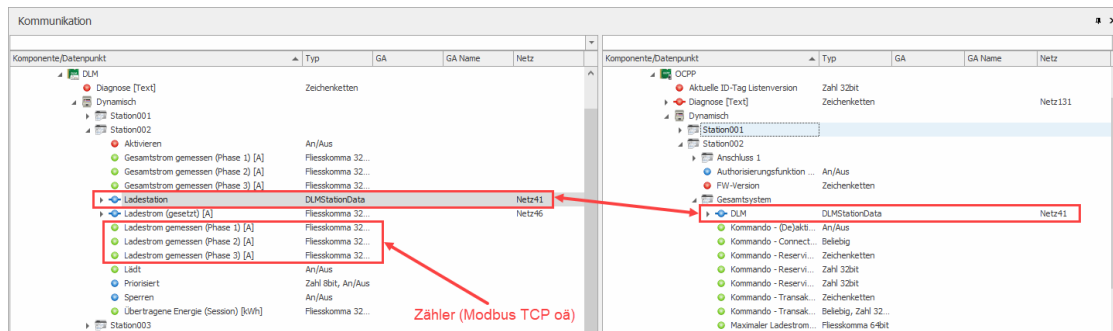 Kommunikation
Komponente/Datenpunkt Typ GA GA Name Netz
DLM
Diagnose [Text] Zeichenketten
Dynamisch
Station001
Station002
Aktivieren An/Aus
Gesamtstrom gemessen (Phase 1) [A] Fliesskomma 32...
Gesamtstrom gemessen (Phase 2) [A] Fliesskomma 32...
Gesamtstrom gemessen (Phase 3) [A] Fliesskomma 32...
Ladestation DLMStationData Netz41
Ladestrom (gesetzt) [A] Fliesskomma 32... Netz46
Ladestrom gemessen (Phase 1) [A] Fliesskomma 32...
Ladestrom gemessen (Phase 2) [A] Fliesskomma 32...
Ladestrom gemessen (Phase 3) [A] Fliesskomma 32...
Lädt An/Aus
Priorisiert Zahl 8bit, An/Aus
Sperren An/Aus
Übertragene Energie (Session) [kWh] Fliesskomma 32...
Station003
Zähler (Modbus TCP oä)
Komponente/Datenpunkt Typ GA GA Name Netz
OCPP
Aktuelle ID-Tag Listenversion Zahl 32bit
Diagnose [Text] Zeichenketten Netz131
Dynamisch
Station001
Station002
Anschluss 1
Authorisierungsfunktion ... An/Aus
FW-Version Zeichenketten
Gesamtsystem
DLM DLMStationData Netz41
Kommando - (De)akti... An/Aus
Kommando - Connect... Beliebig
Kommando - Reservi... Zeichenketten
Kommando - Reservi... Zahl 32bit
Kommando - Reservi... Zahl 32bit
Kommando - Transak... Zeichenketten
Kommando - Transak... Beliebig, Zahl 32...
Maximaler Ladestrom... Fliesskomma 64bit